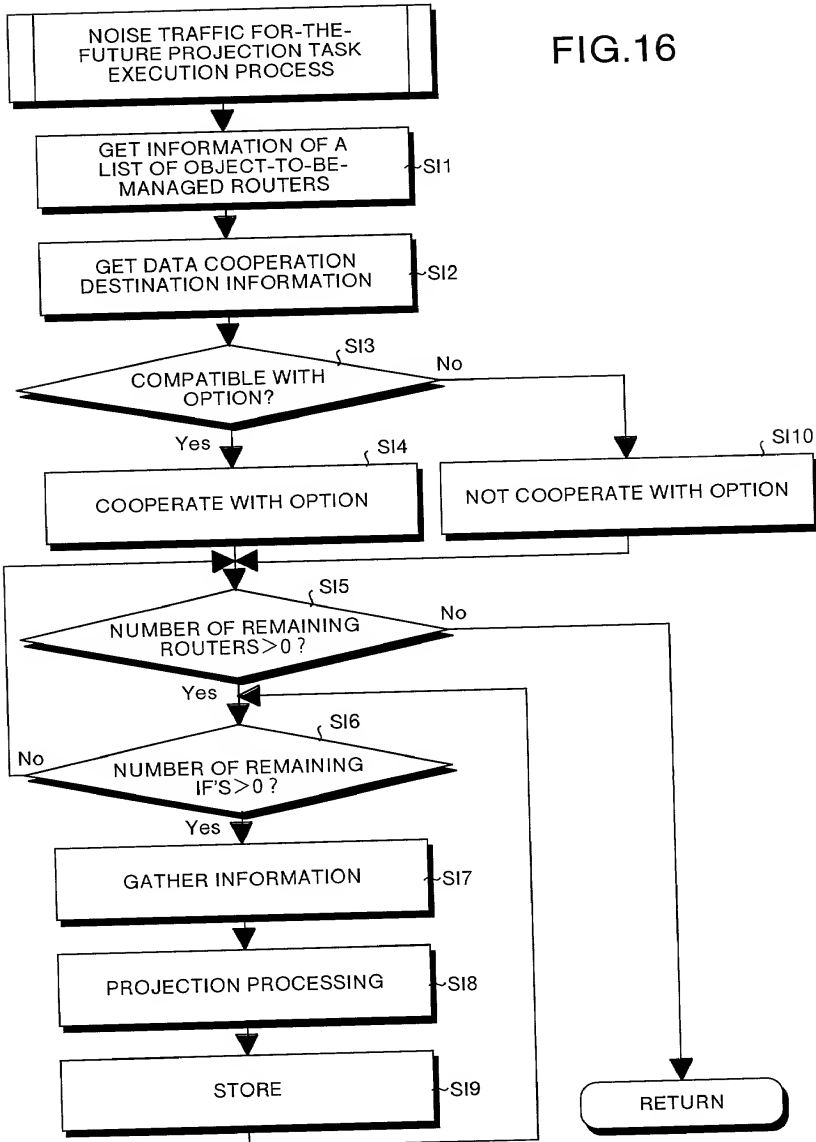 FIG.16
NOISE TRAFFIC FOR-THE-
FUTURE PROJECTION TASK
EXECUTION PROCESS
GET INFORMATION OF A
LIST OF OBJECT-TO-BE-
MANAGED ROUTERS
SI1
GET DATA COOPERATION
DESTINATION INFORMATION
SI2
SI3
COMPATIBLE WITH
OPTION?
No
Yes
SI4
COOPERATE WITH OPTION
SI10
NOT COOPERATE WITH OPTION
SI5
NUMBER OF REMAINING
ROUTERS>0?
No
Yes
SI6
NUMBER OF REMAINING
IF'S>0?
No
Yes
GATHER INFORMATION
SI7
PROJECTION PROCESSING
SI8
STORE
SI9
RETURN